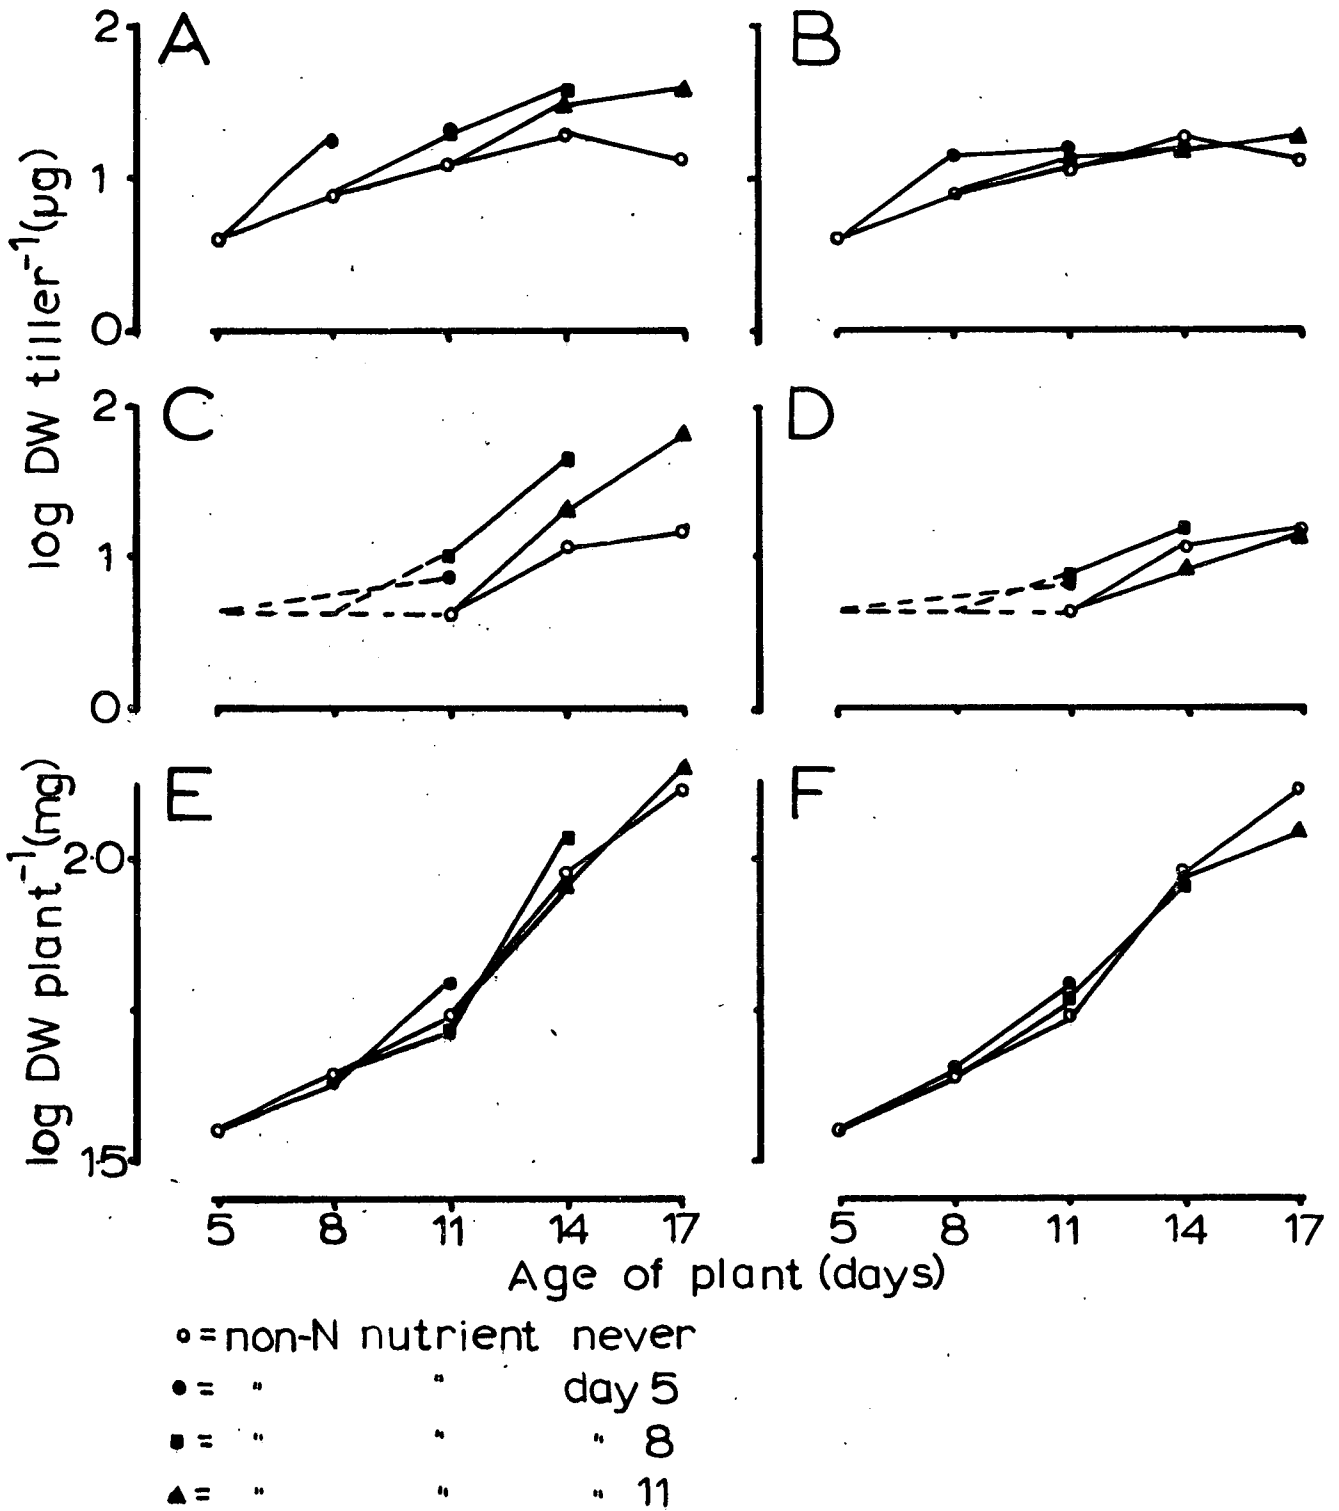 A
B
2
1
0
log DW tiller⁻¹(µg)
C
D
2
1
0
E
F
2·0
1·5
log DW plant⁻¹(mg)
5 8 11 14 17
5 8 11 14 17
Age of plant (days)
○ = non-N nutrient never
● = " " day 5
■ = " " " 8
▲ = " " " 11